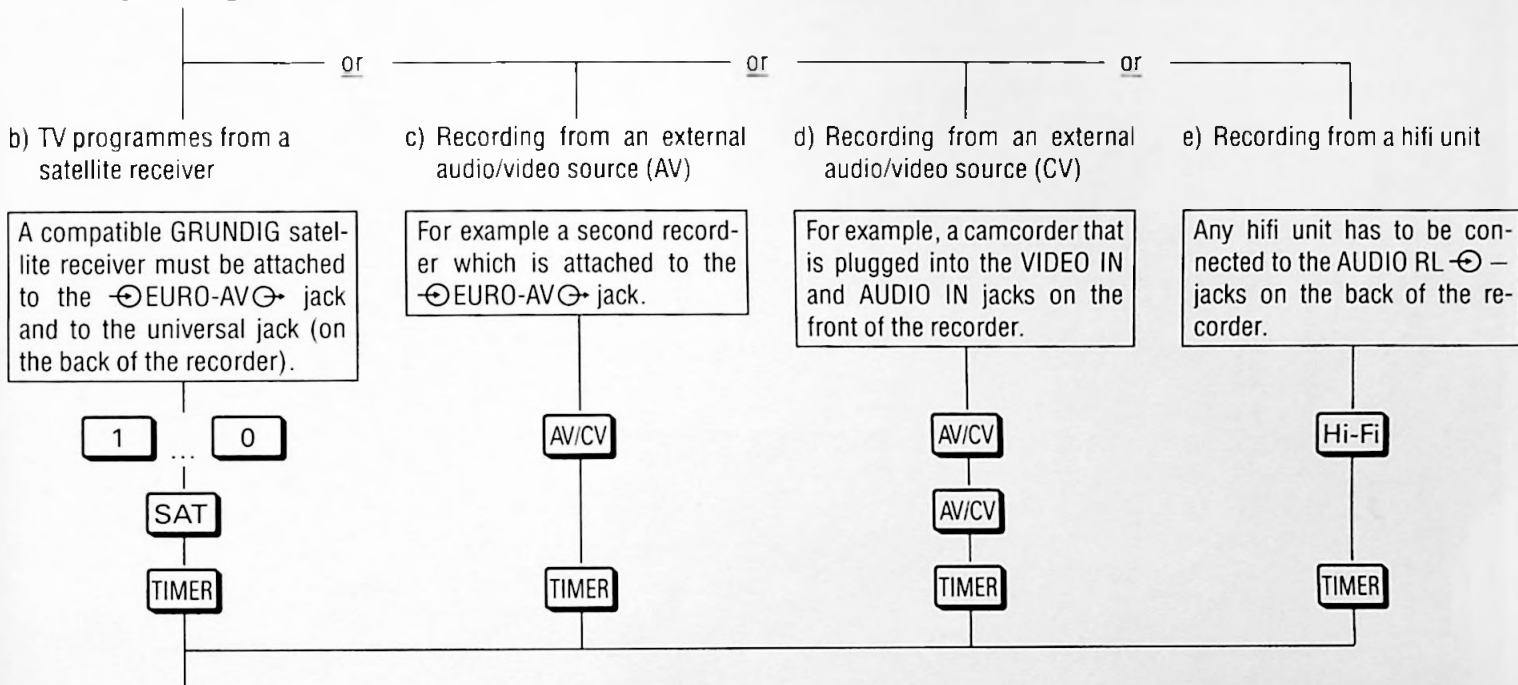 or or or
b) TV programmes from a
satellite receiver
A compatible GRUNDIG satel-
lite receiver must be attached
to the EURO-AV jack
and to the universal jack (on
the back of the recorder).
1 ... 0
SAT
TIMER
c) Recording from an external
audio/video source (AV)
For example a second record-
er which is attached to the
EURO-AV jack.
AV/CV
TIMER
d) Recording from an external
audio/video source (CV)
For example, a camcorder that
is plugged into the VIDEO IN
and AUDIO IN jacks on the
front of the recorder.
AV/CV
AV/CV
TIMER
e) Recording from a hifi unit
Any hifi unit has to be con-
nected to the AUDIO RL –
jacks on the back of the re-
corder.
Hi-Fi
TIMER